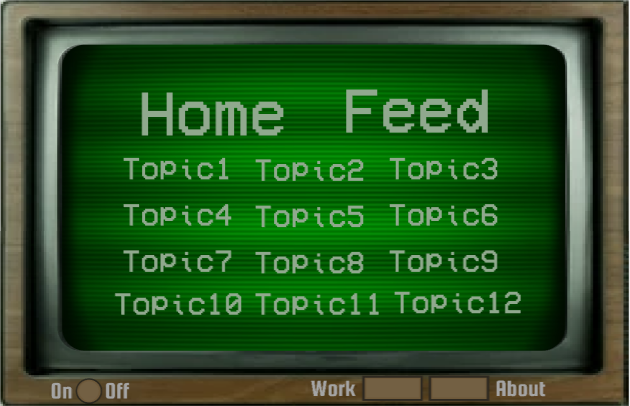 Home Feed
Topic1 Topic2 Topic3
Topic4 Topic5 Topic6
Topic7 Topic8 Topic9
Topic10 Topic11 Topic12
On Off Work About